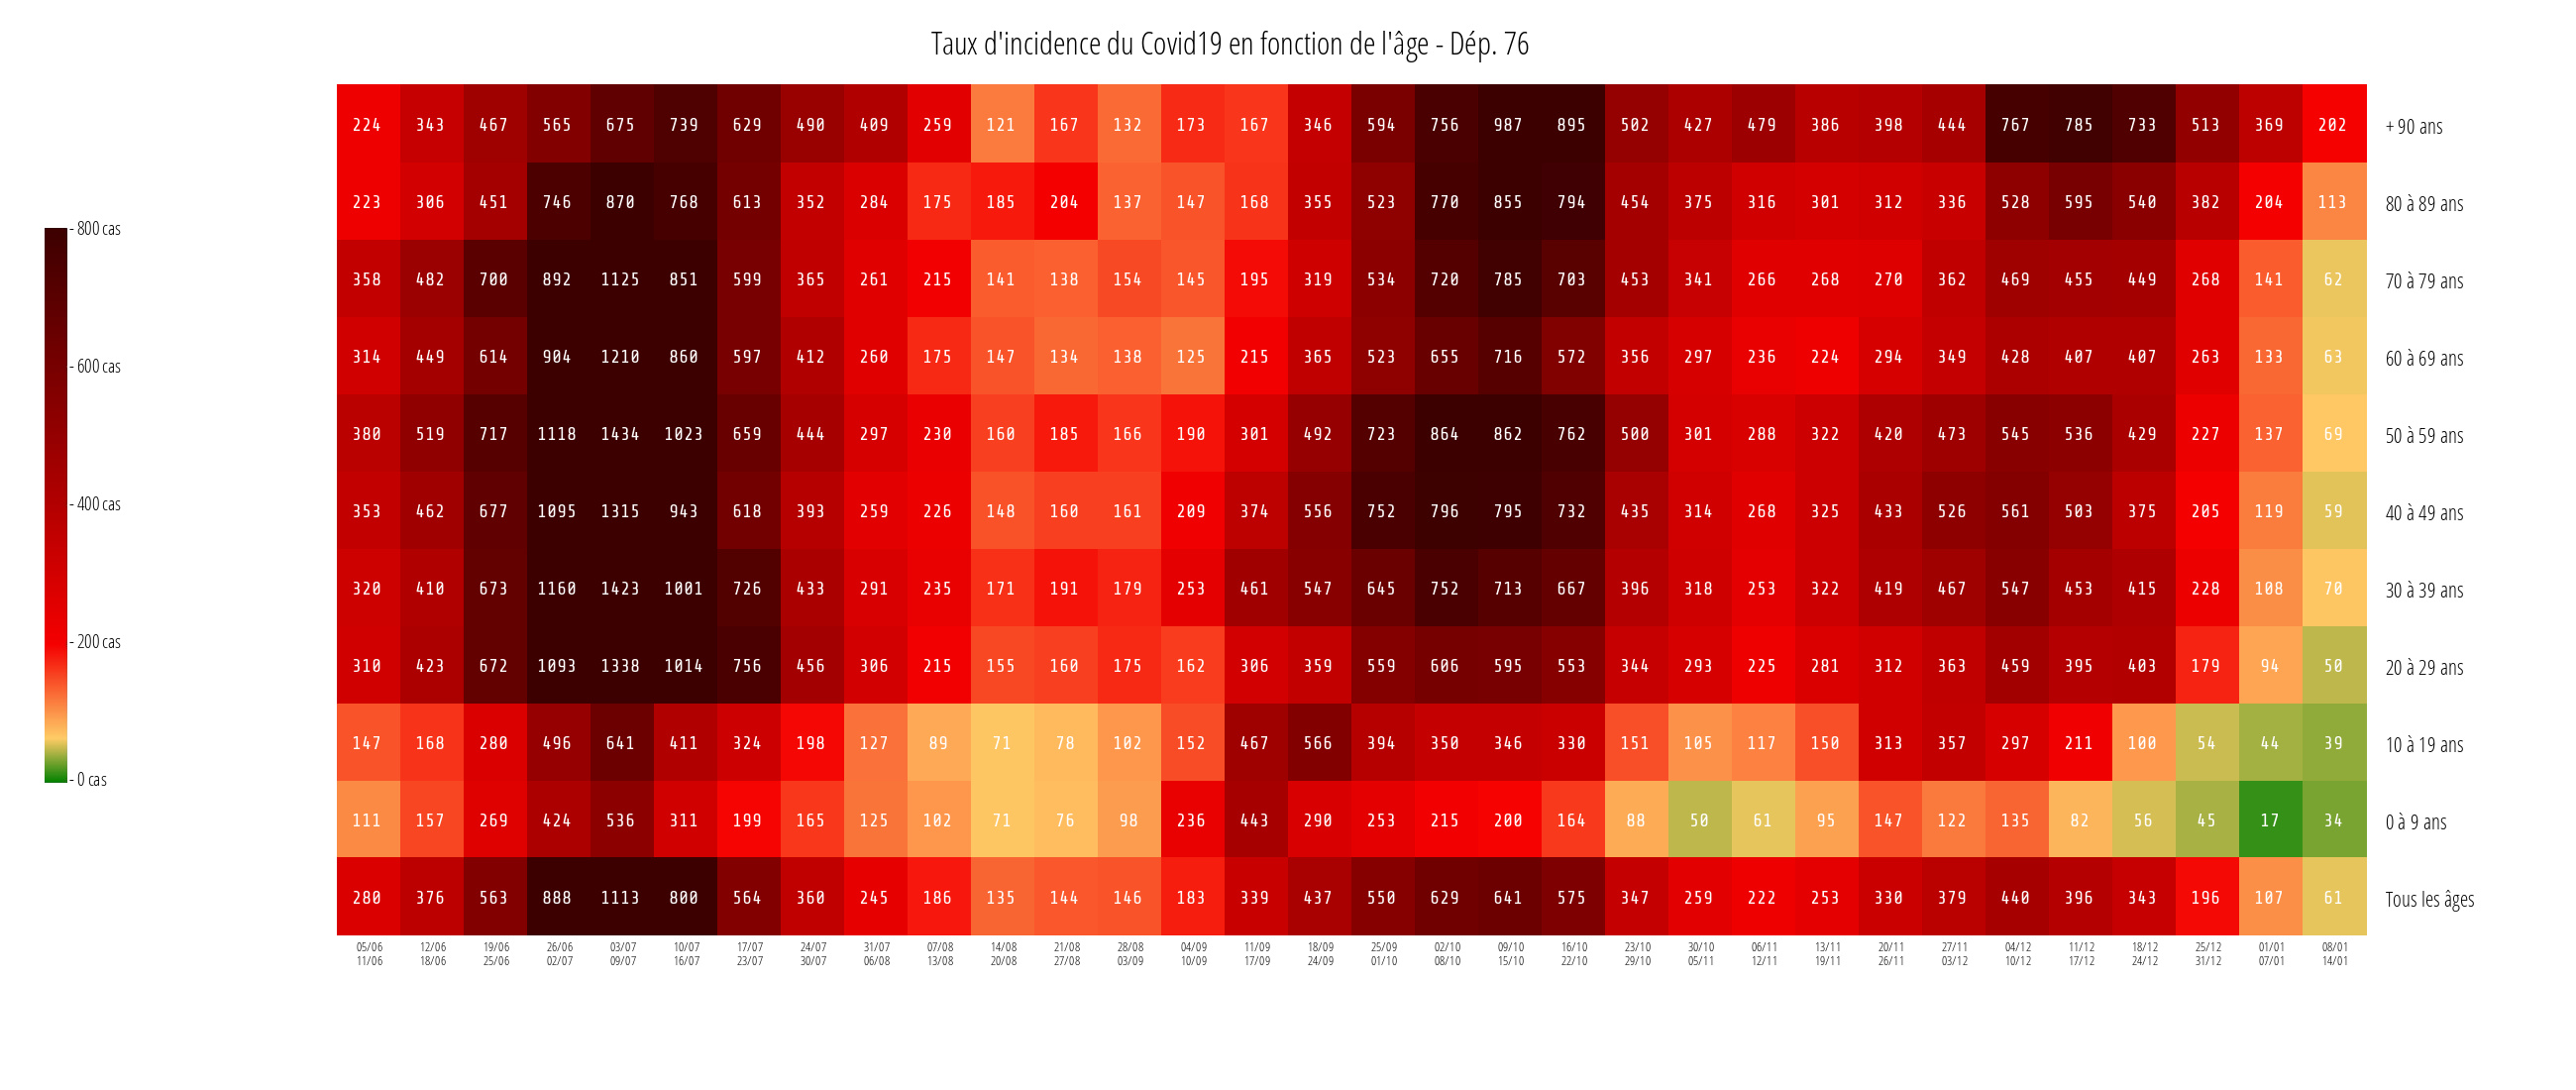 Taux d'incidence du Covid19 en fonction de l'âge - Dép. 76
- 800 cas
- 600 cas
- 400 cas
- 200 cas
- 0 cas
224 343 467 565 675 739 629 490 409 259 121 167 132 173 167 346 594 756 987 895 502 427 479 386 398 444 767 785 733 513 369 202 + 90 ans
223 306 451 746 870 768 613 352 284 175 185 204 137 147 168 355 523 770 855 794 454 375 316 301 312 336 528 595 540 382 204 113 80 à 89 ans
358 482 700 892 1125 851 599 365 261 215 141 138 154 145 195 319 534 720 785 703 453 341 266 268 270 362 469 455 449 268 141 62 70 à 79 ans
314 449 614 904 1210 860 597 412 260 175 147 134 138 125 215 365 523 655 716 572 356 297 236 224 294 349 428 407 407 263 133 63 60 à 69 ans
380 519 717 1118 1434 1023 659 444 297 230 160 185 166 190 301 492 723 864 862 762 500 301 288 322 420 473 545 536 429 227 137 69 50 à 59 ans
353 462 677 1095 1315 943 618 393 259 226 148 160 161 209 374 556 752 796 795 732 435 314 268 325 433 526 561 503 375 205 119 59 40 à 49 ans
320 410 673 1160 1423 1001 726 433 291 235 171 191 179 253 461 547 645 752 713 667 396 318 253 322 419 467 547 453 415 228 108 70 30 à 39 ans
310 423 672 1093 1338 1014 756 456 306 215 155 160 175 162 306 359 559 606 595 553 344 293 225 281 312 363 459 395 403 179 94 50 20 à 29 ans
147 168 280 496 641 411 324 198 127 89 71 78 102 152 467 566 394 350 346 330 151 105 117 150 313 357 297 211 100 54 44 39 10 à 19 ans
111 157 269 424 536 311 199 165 125 102 71 76 98 236 443 290 253 215 200 164 88 50 61 95 147 122 135 82 56 45 17 34 0 à 9 ans
280 376 563 888 1113 800 564 360 245 186 135 144 146 183 339 437 550 629 641 575 347 259 222 253 330 379 440 396 343 196 107 61 Tous les âges
05/06 12/06 19/06 26/06 03/07 10/07 17/07 24/07 31/07 07/08 14/08 21/08 28/08 04/09 11/09 18/09 25/09 02/10 09/10 16/10 23/10 30/10 06/11 13/11 20/11 27/11 04/12 11/12 18/12 25/12 01/01 08/01
11/06 18/06 25/06 02/07 09/07 16/07 23/07 30/07 06/08 13/08 20/08 27/08 03/09 10/09 17/09 24/09 01/10 08/10 15/10 22/10 29/10 05/11 12/11 19/11 26/11 03/12 10/12 17/12 24/12 31/12 07/01 14/01